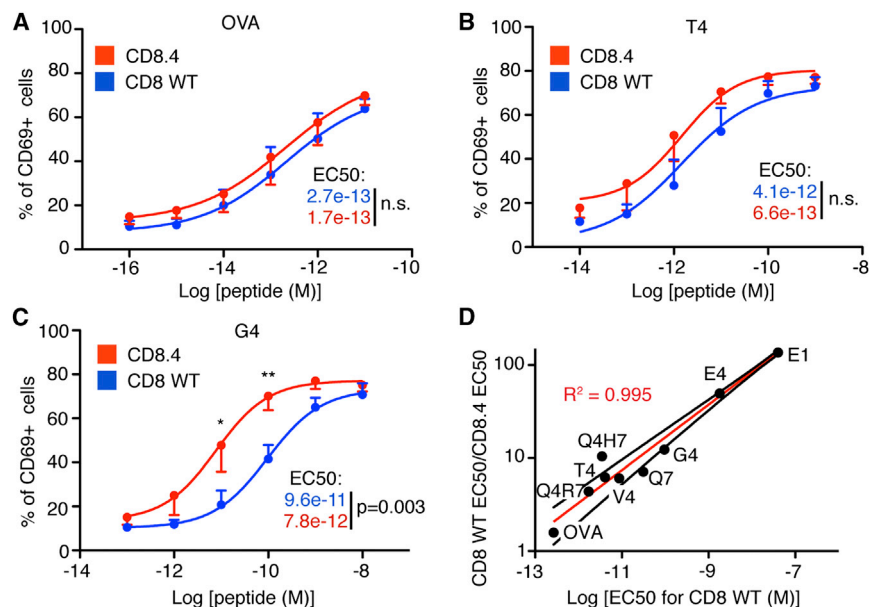 A
OVA
CD8.4
CD8 WT
% of CD69+ cells
100
80
60
40
20
0
EC50:
2.7e-13
1.7e-13
n.s.
-16
-14
-12
-10
Log [peptide (M)]
B
T4
CD8.4
CD8 WT
% of CD69+ cells
100
80
60
40
20
0
EC50:
4.1e-12
6.6e-13
n.s.
-14
-12
-10
-8
Log [peptide (M)]
C
G4
CD8.4
CD8 WT
% of CD69+ cells
100
80
60
40
20
0
*
**
EC50:
9.6e-11
7.8e-12
p=0.003
-14
-12
-10
-8
Log [peptide (M)]
D
CD8 WT EC50/CD8.4 EC50
100
10
1
R² = 0.995
E1
E4
Q4H7
G4
T4
Q7
Q4R7
V4
OVA
-13
-11
-9
-7
Log [EC50 for CD8 WT (M)]